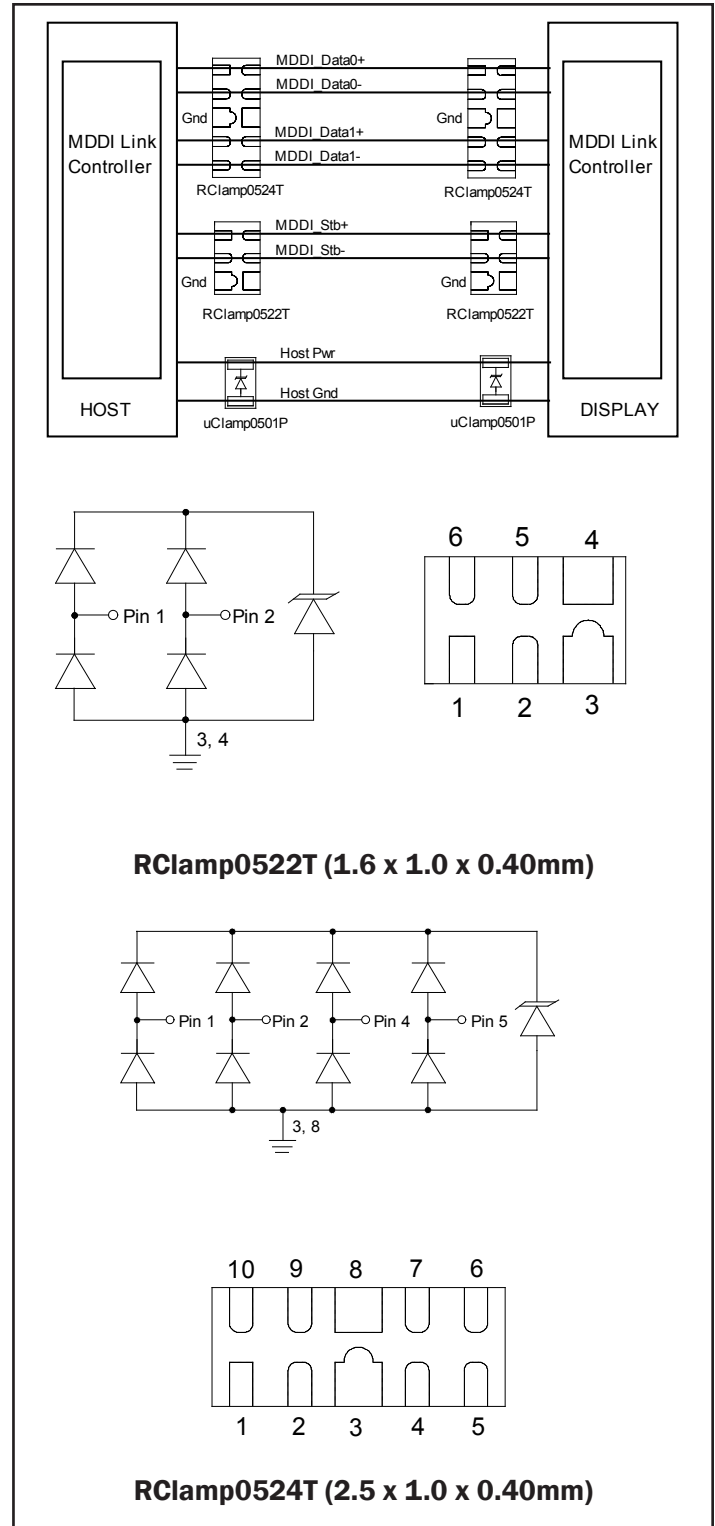 MDDI_Data0+
MDDI_Data0-
Gnd
Gnd
MDDI_Data1+
MDDI_Data1-
MDDI Link
Controller
MDDI Link
Controller
RClamp0524T
RClamp0524T
MDDI_Stb+
MDDI_Stb-
Gnd
Gnd
RClamp0522T
RClamp0522T
Host Pwr
Host Gnd
HOST
DISPLAY
uClamp0501P
uClamp0501P
Pin 1
Pin 2
3, 4
6 5 4
1 2 3
RClamp0522T (1.6 x 1.0 x 0.40mm)
Pin 1
Pin 2
Pin 4
Pin 5
3, 8
10 9 8 7 6
1 2 3 4 5
RClamp0524T (2.5 x 1.0 x 0.40mm)